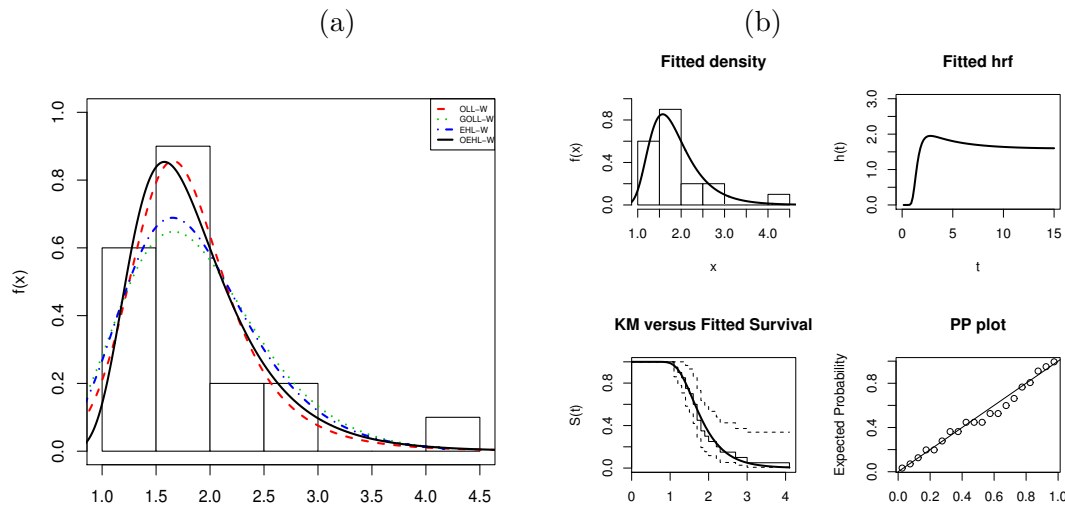 (a)
(b)
f(x)
0.0 0.2 0.4 0.6 0.8 1.0
1.0 1.5 2.0 2.5 3.0 3.5 4.0 4.5
OLL-W
GOLL-W
EHL-W
OEHL-W
Fitted density
f(x)
0.0 0.4 0.8
1.0 2.0 3.0 4.0
x
Fitted hrf
h(t)
0.0 1.0 2.0 3.0
0 5 10 15
t
KM versus Fitted Survival
S(t)
0.0 0.4 0.8
0 1 2 3 4
PP plot
Expected Probability
0.0 0.4 0.8
0.0 0.2 0.4 0.6 0.8 1.0